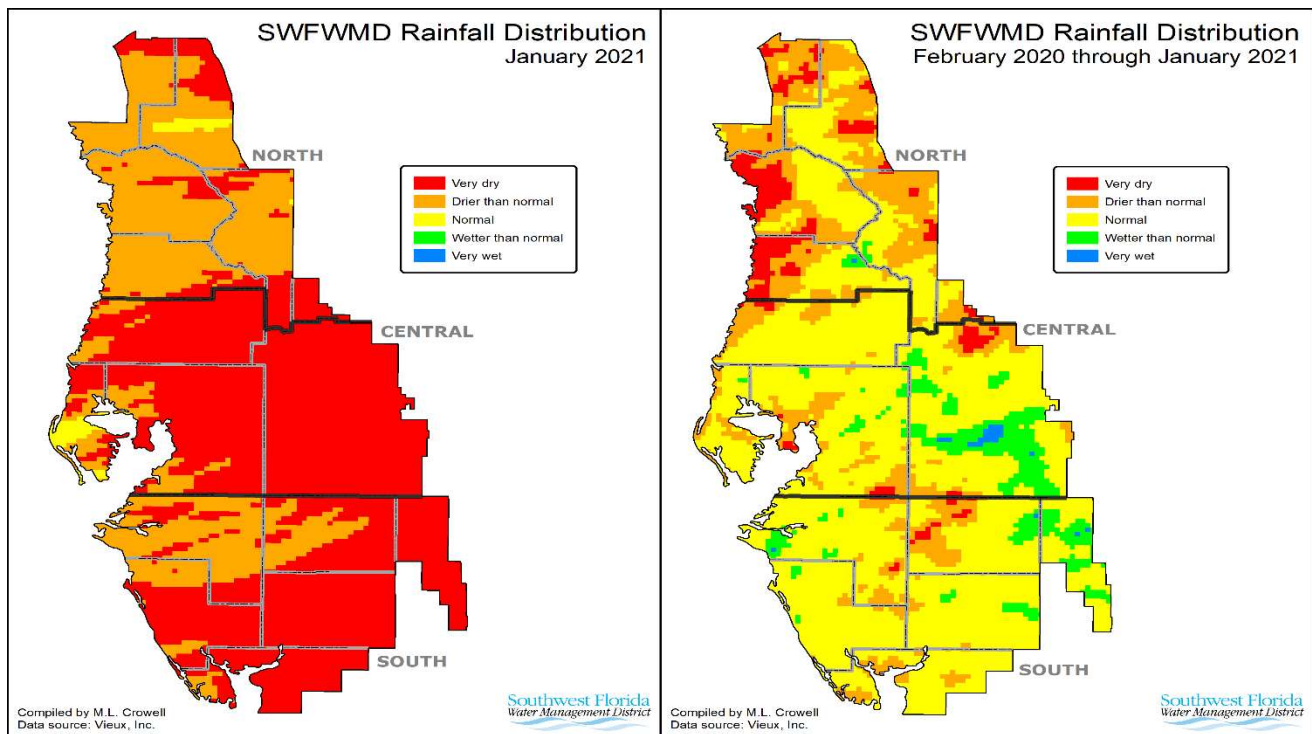 SWFWMD Rainfall Distribution
January 2021
NORTH
Very dry
Drier than normal
Normal
Wetter than normal
Very wet
CENTRAL
SOUTH
Compiled by M.L. Crowell
Data source: Vieux, Inc.
Southwest Florida
Water Management District
SWFWMD Rainfall Distribution
February 2020 through January 2021
NORTH
Very dry
Drier than normal
Normal
Wetter than normal
Very wet
CENTRAL
SOUTH
Compiled by M.L. Crowell
Data source: Vieux, Inc.
Southwest Florida
Water Management District